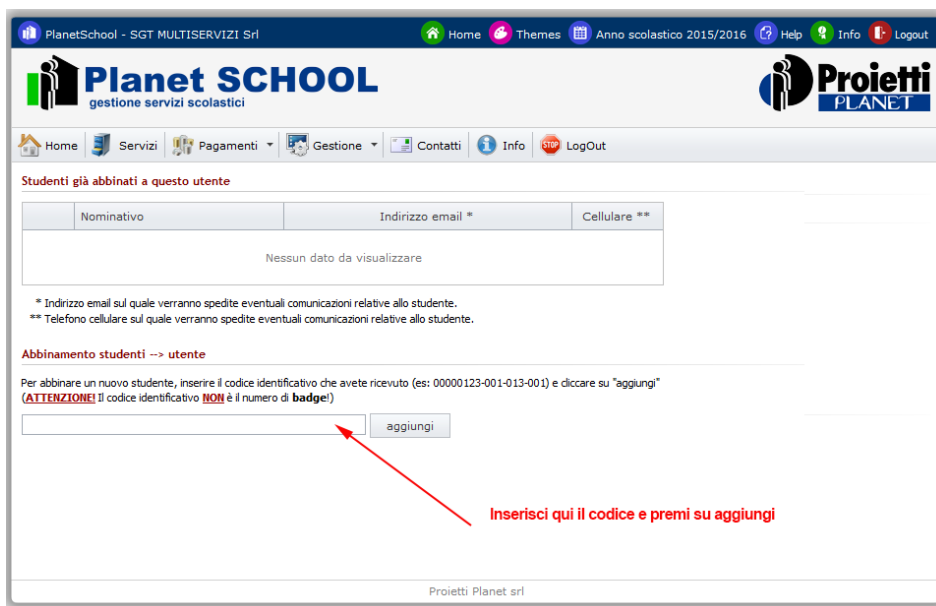 PlanetSchool - SGT MULTISERVIZI Srl Home Themes Anno scolastico 2015/2016 Help Info Logout
Planet SCHOOL
gestione servizi scolastici
Proietti
PLANET
Home Servizi Pagamenti Gestione Contatti Info STOP LogOut
Studenti già abbinati a questo utente
Nominativo Indirizzo email * Cellulare **
Nessun dato da visualizzare
* Indirizzo email sul quale verranno spedite eventuali comunicazioni relative allo studente.
** Telefono cellulare sul quale verranno spedite eventuali comunicazioni relative allo studente.
Abbinamento studenti --> utente
Per abbinare un nuovo studente, inserire il codice identificativo che avete ricevuto (es: 00000123-001-013-001) e cliccare su "aggiungi"
(ATTENZIONE! Il codice identificativo NON è il numero di badge!)
aggiungi
Inserisci qui il codice e premi su aggiungi
Proietti Planet srl